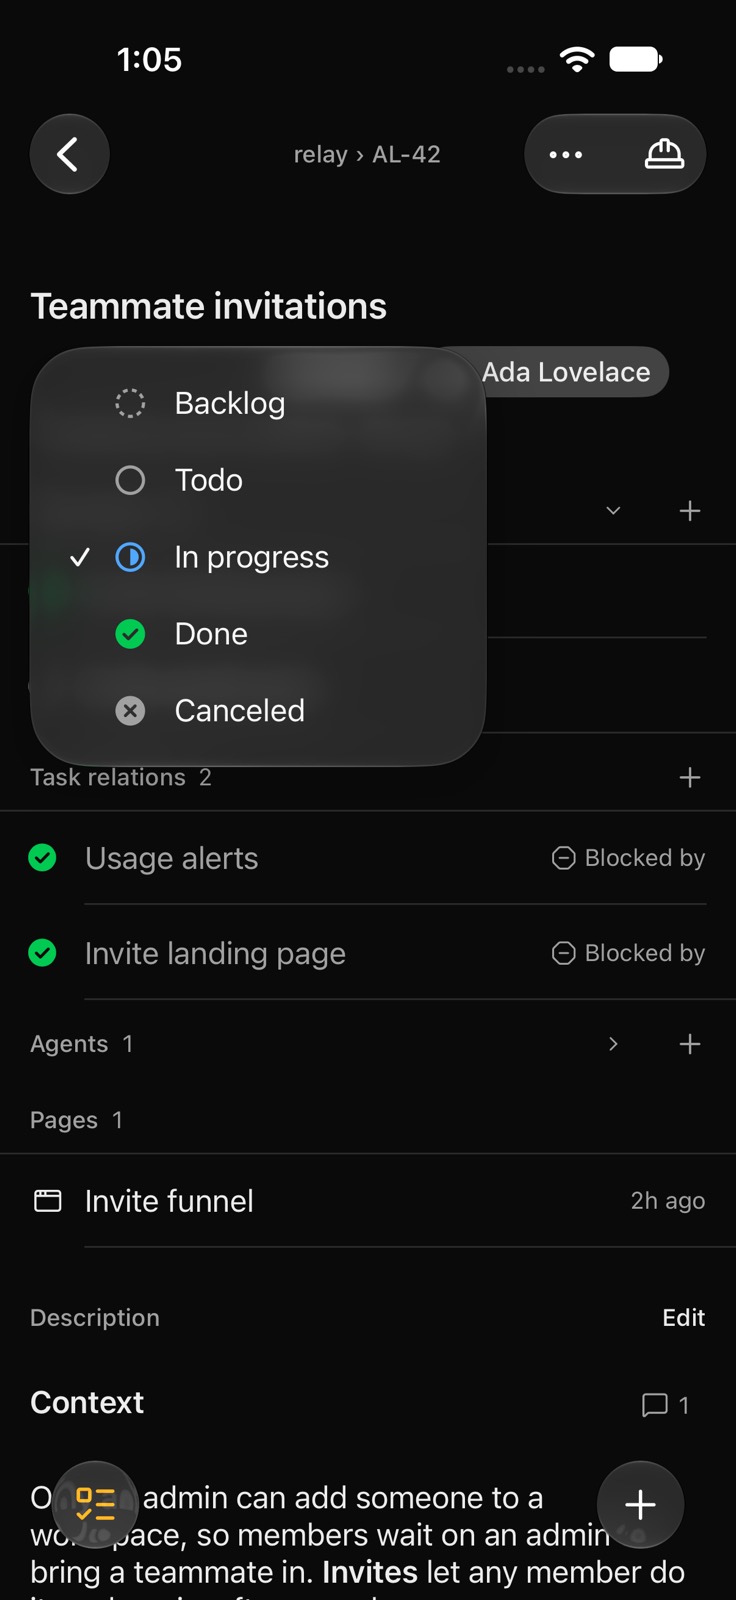 1:05
relay › AL-42
Teammate invitations
Ada Lovelace
Backlog
Todo
In progress
Done
Canceled
Task relations 2
Usage alerts Blocked by
Invite landing page Blocked by
Agents 1
Pages 1
Invite funnel 2h ago
Description Edit
Context 1
admin can add someone to a
so members wait on an admin
bring a teammate in. Invites let any member do